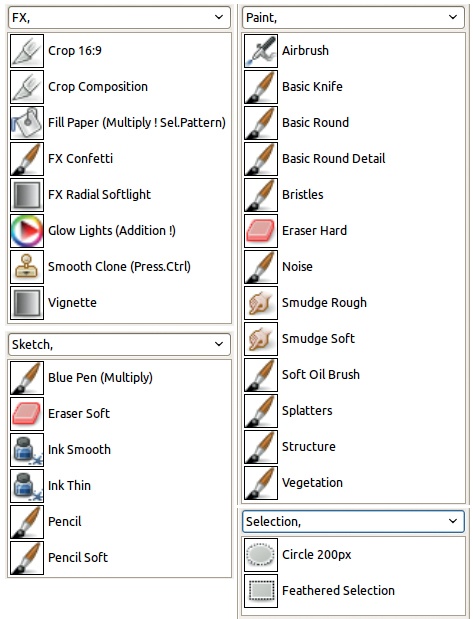 FX,
Crop 16:9
Crop Composition
Fill Paper (Multiply ! Sel.Pattern)
FX Confetti
FX Radial Softlight
Glow Lights (Addition !)
Smooth Clone (Press.Ctrl)
Vignette
Sketch,
Blue Pen (Multiply)
Eraser Soft
Ink Smooth
Ink Thin
Pencil
Pencil Soft
Paint,
Airbrush
Basic Knife
Basic Round
Basic Round Detail
Bristles
Eraser Hard
Noise
Smudge Rough
Smudge Soft
Soft Oil Brush
Splatters
Structure
Vegetation
Selection,
Circle 200px
Feathered Selection